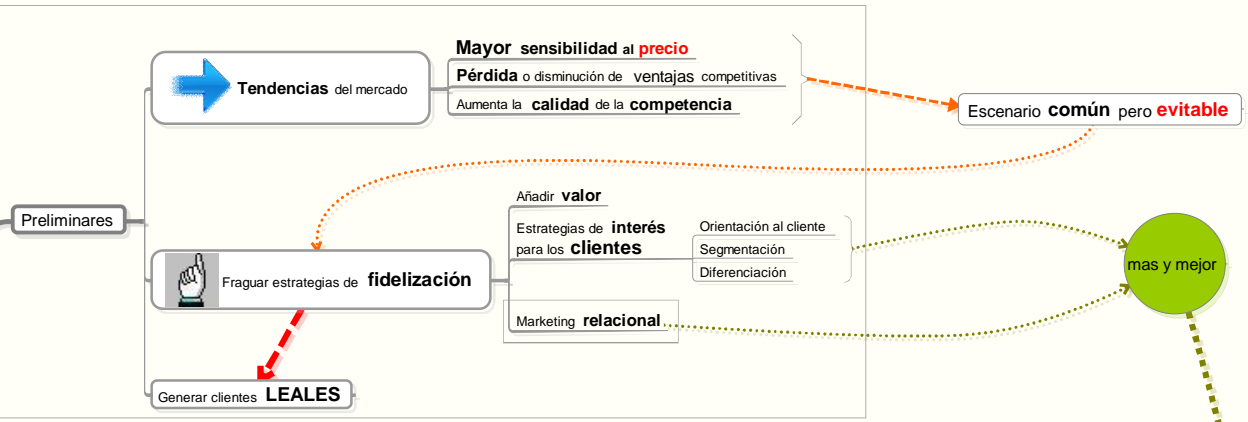 Preliminares
Tendencias del mercado
Mayor sensibilidad al precio
Pérdida o disminución de ventajas competitivas
Aumenta la calidad de la competencia
Escenario común pero evitable
Fraguar estrategias de fidelización
Añadir valor
Estrategias de interés
para los clientes
Orientación al cliente
Segmentación
Diferenciación
Marketing relacional
mas y mejor
Generar clientes LEALES